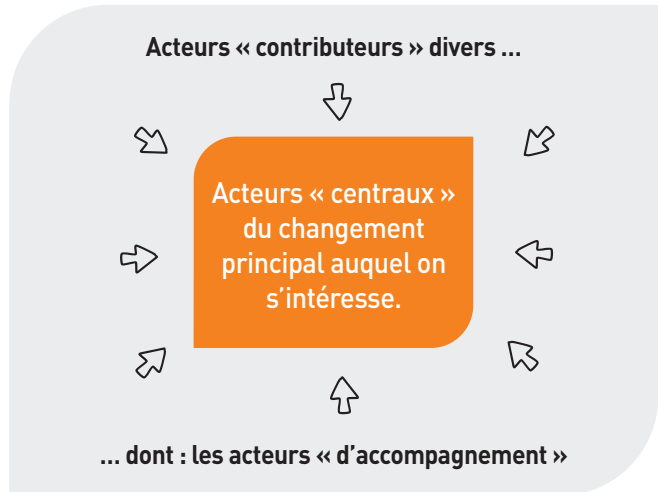 Acteurs « contributeurs » divers ...
Acteurs « centraux »
du changement
principal auquel on
s’intéresse.
... dont : les acteurs « d’accompagnement »